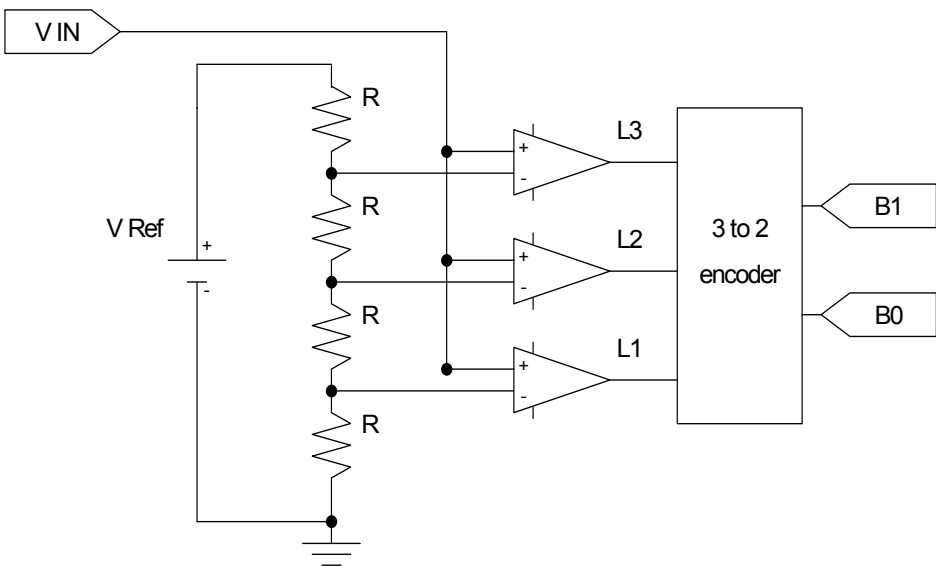 V IN
R
L3
+
-
B1
R
V Ref
3 to 2
encoder
L2
+
+
-
-
B0
R
L1
+
-
R